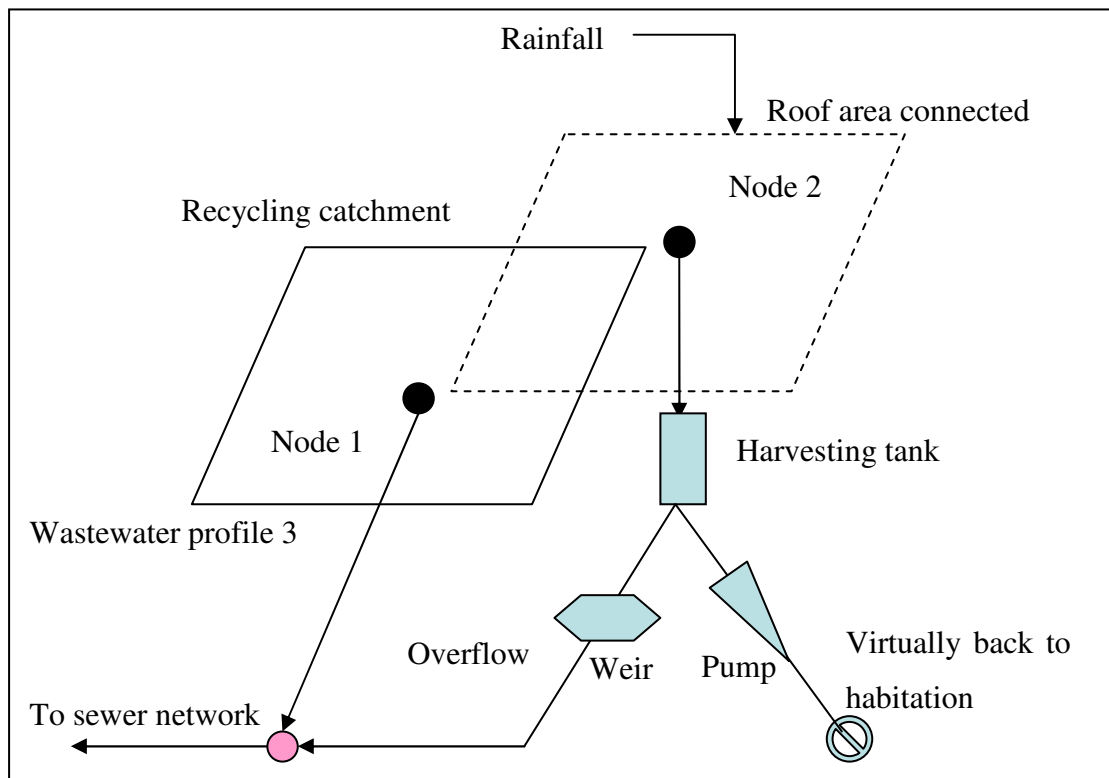 Rainfall
Roof area connected
Node 2
Recycling catchment
Node 1
Harvesting tank
Wastewater profile 3
Overflow
Weir
Pump
Virtually back to
habitation
To sewer network